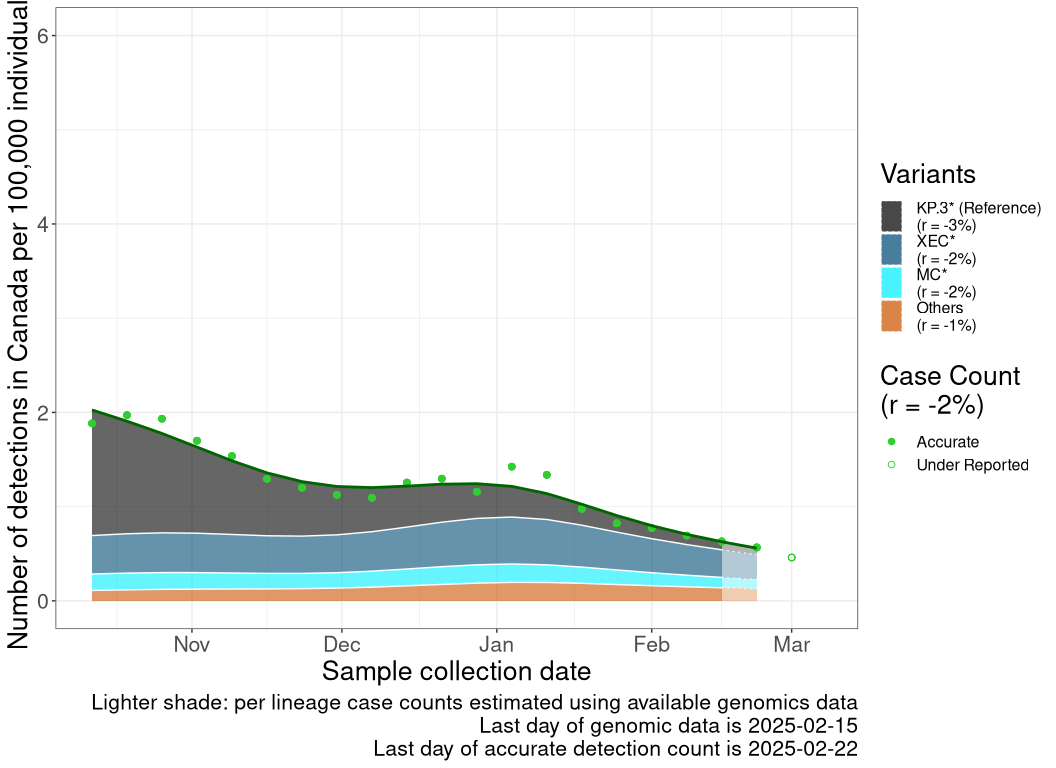 Number of detections in Canada per 100,000 individual
6
4
2
0
Nov Dec Jan Feb Mar
Sample collection date
Lighter shade: per lineage case counts estimated using available genomics data
Last day of genomic data is 2025-02-15
Last day of accurate detection count is 2025-02-22
Variants
KP.3* (Reference)
(r = -3%)
XEC*
(r = -2%)
MC*
(r = -2%)
Others
(r = -1%)
Case Count
(r = -2%)
Accurate
Under Reported